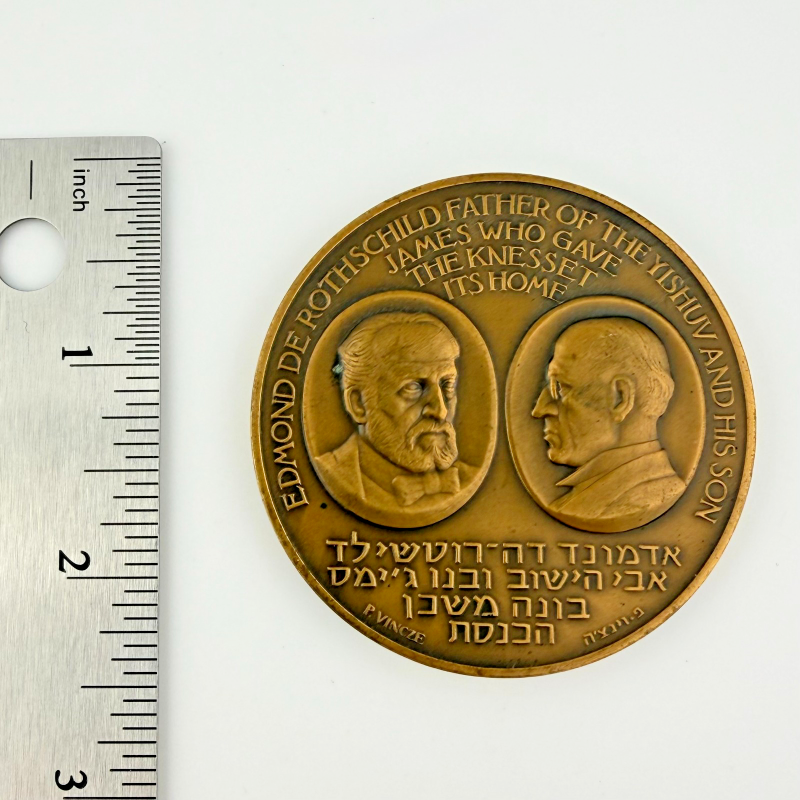 inch
1
2
3
EDMOND DE ROTHSCHILD FATHER OF THE YISHUV AND HIS SON
JAMES WHO GAVE
THE KNESSET
ITS HOME
אדמונד דה־רוטשילד
אבי הישוב ובנו ג׳ימס
בונה משכן
הכנסת
P. VINCZE
פ. וינצ׳ה